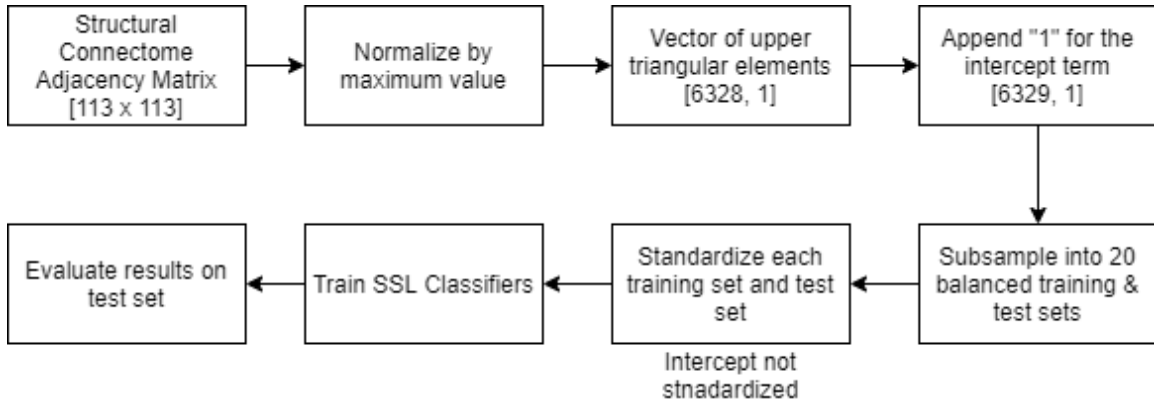 Structural
Connectome
Adjacency Matrix
[113 x 113]
Normalize by
maximum value
Vector of upper
triangular elements
[6328, 1]
Append "1" for the
intercept term
[6329, 1]
Subsample into 20
balanced training &
test sets
Standardize each
training set and test
set
Intercept not
stnadardized
Train SSL Classifiers
Evaluate results on
test set